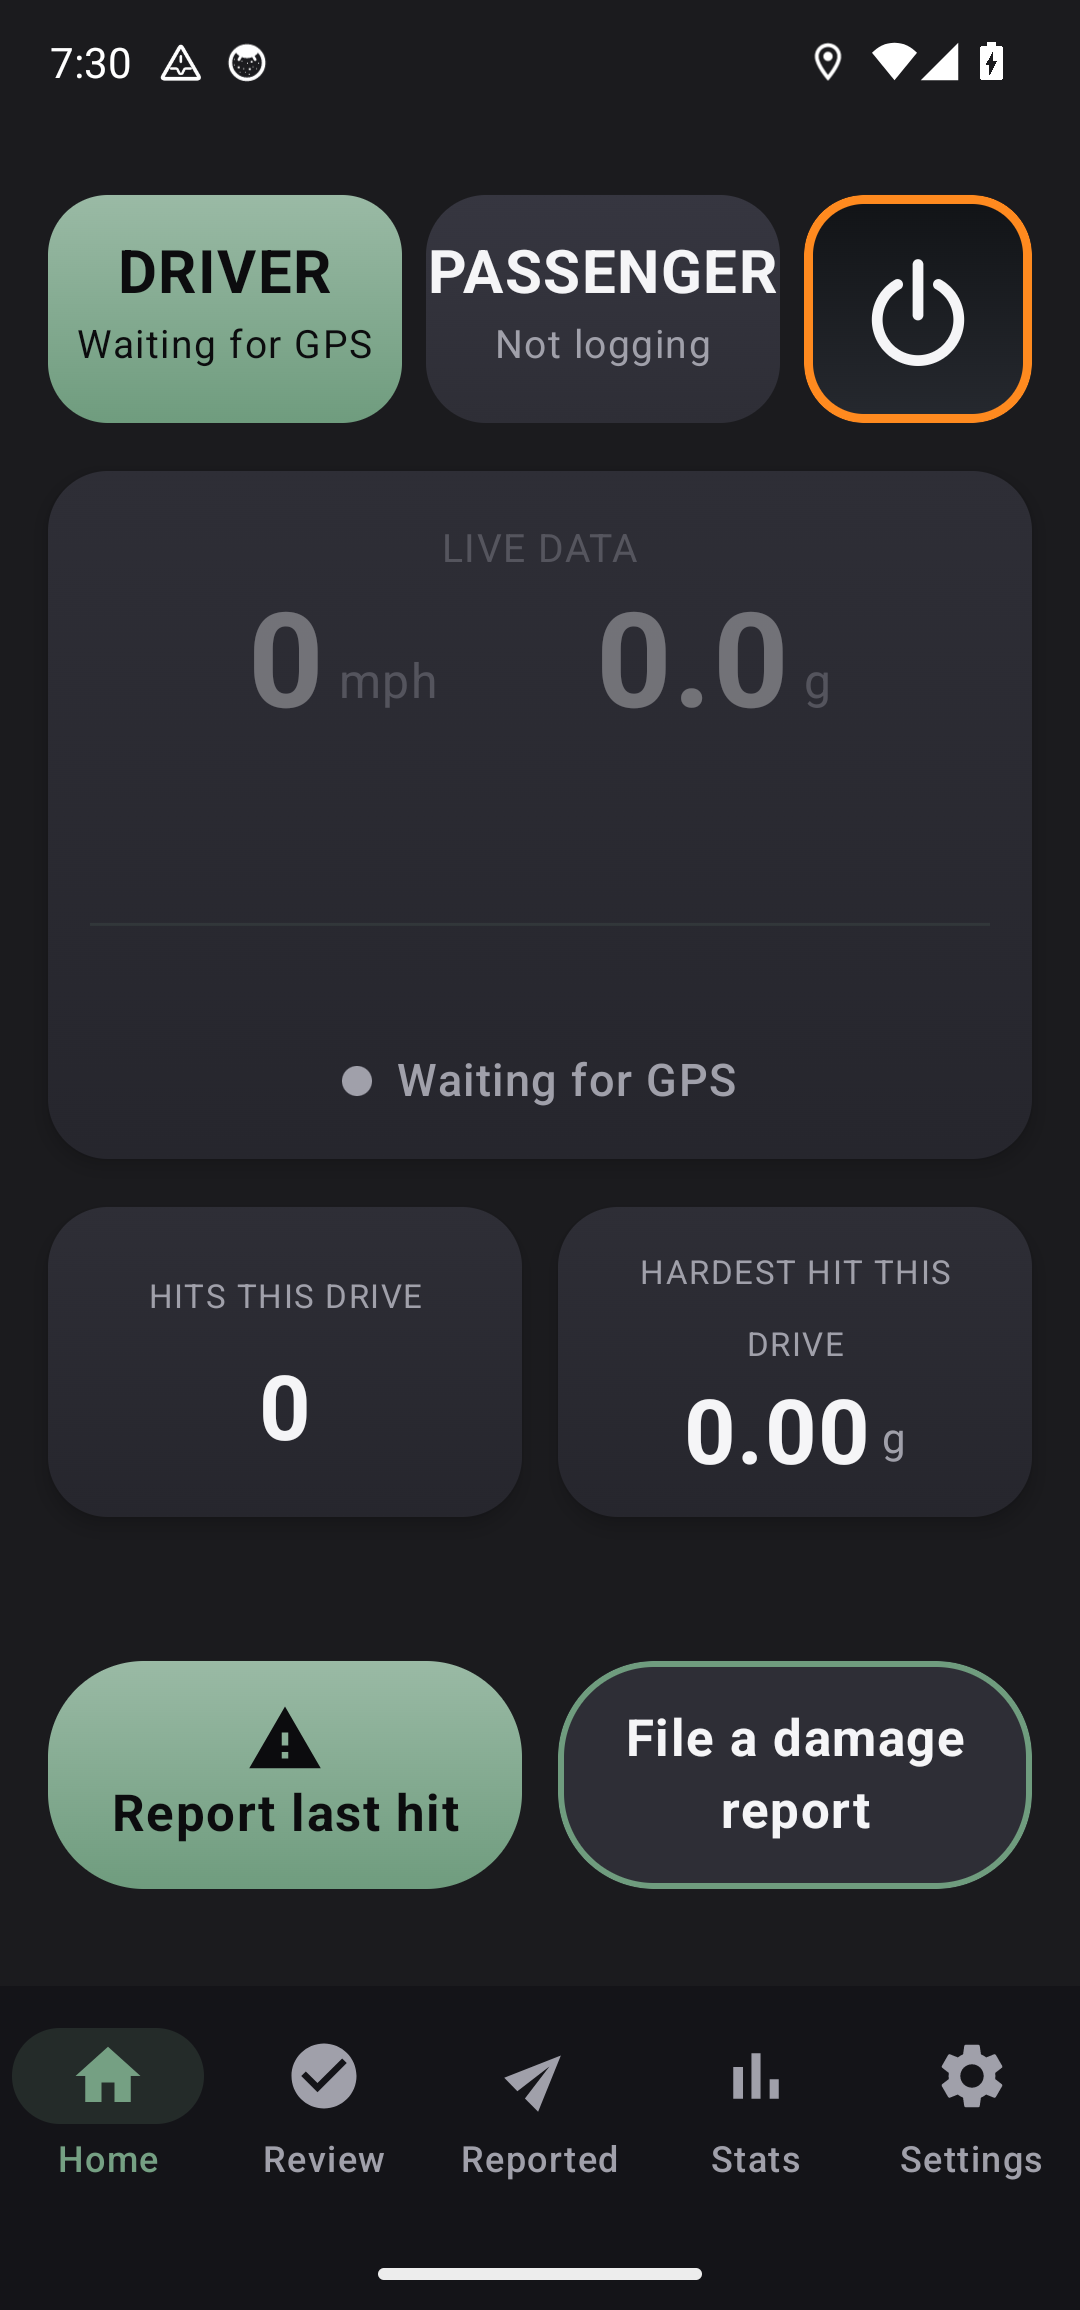 7:30
DRIVER
Waiting for GPS
PASSENGER
Not logging
LIVE DATA
0 mph
0.0 g
Waiting for GPS
HITS THIS DRIVE
0
HARDEST HIT THIS
DRIVE
0.00 g
Report last hit
File a damage
report
Home
Review
Reported
Stats
Settings